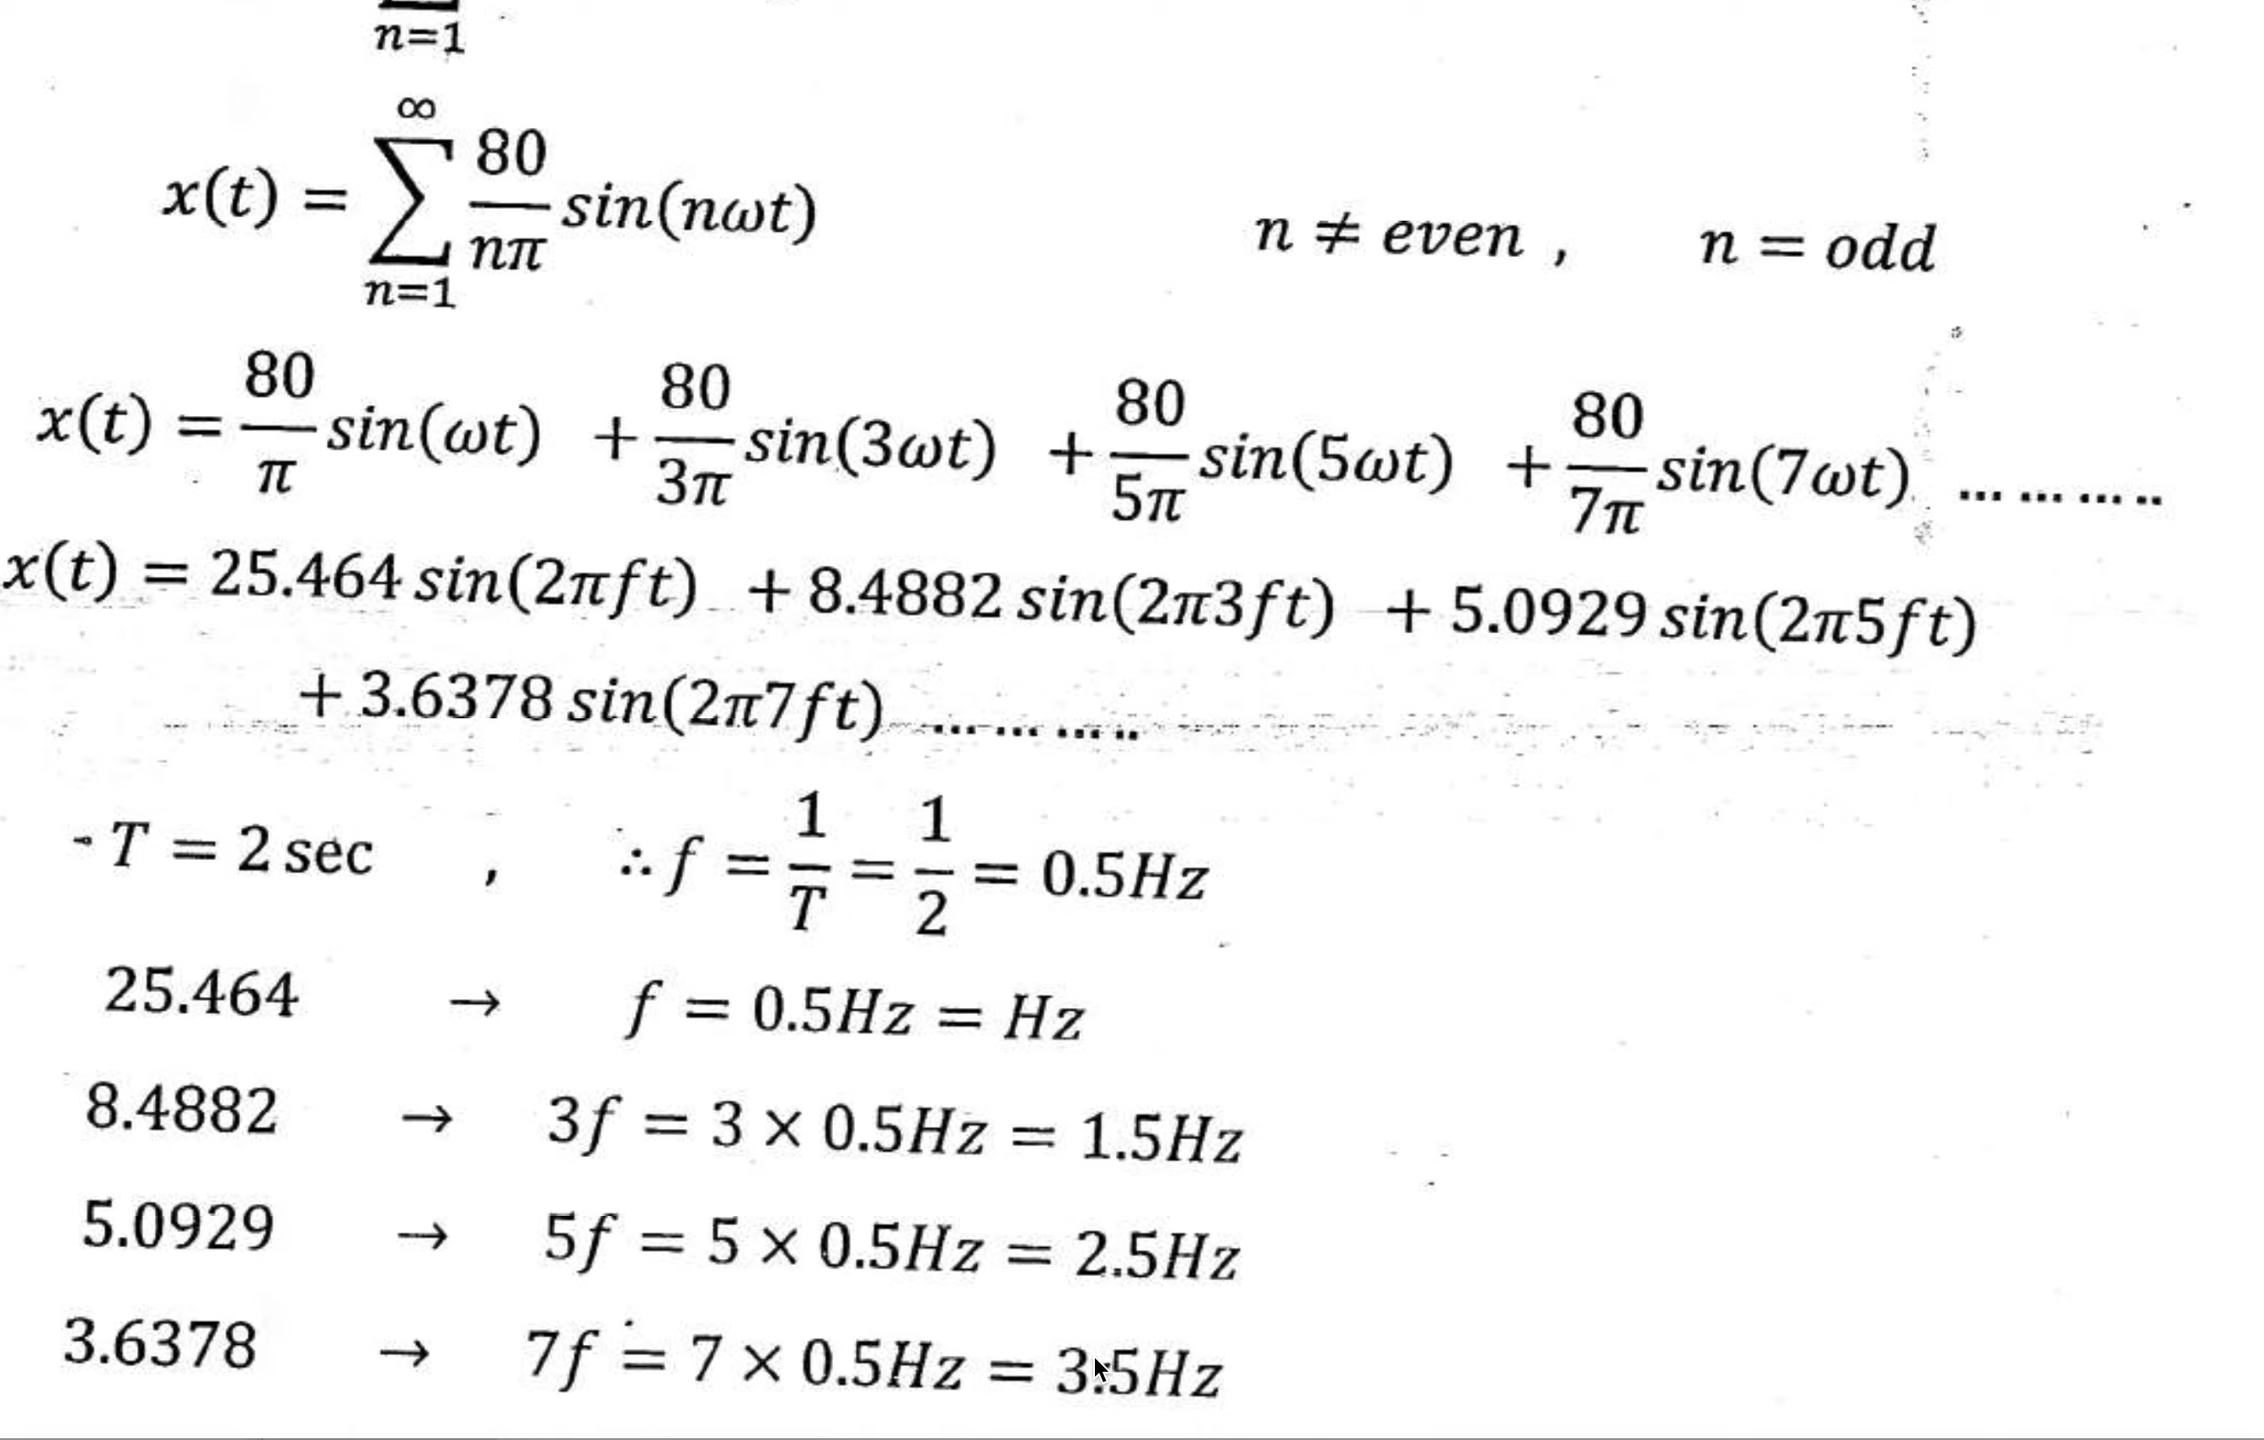 n=1
∞
x(t) = ∑ 80/nπ sin(nωt) n ≠ even , n = odd
n=1
x(t) = 80/π sin(ωt) + 80/3π sin(3ωt) + 80/5π sin(5ωt) + 80/7π sin(7ωt) ... ... ... ..
x(t) = 25.464 sin(2πft) + 8.4882 sin(2π3ft) + 5.0929 sin(2π5ft)
+ 3.6378 sin(2π7ft) ... ... ... ..
- T = 2 sec , ∴ f = 1/T = 1/2 = 0.5Hz
25.464 → f = 0.5Hz = Hz
8.4882 → 3f = 3 × 0.5Hz = 1.5Hz
5.0929 → 5f = 5 × 0.5Hz = 2.5Hz
3.6378 → 7f = 7 × 0.5Hz = 3.5Hz